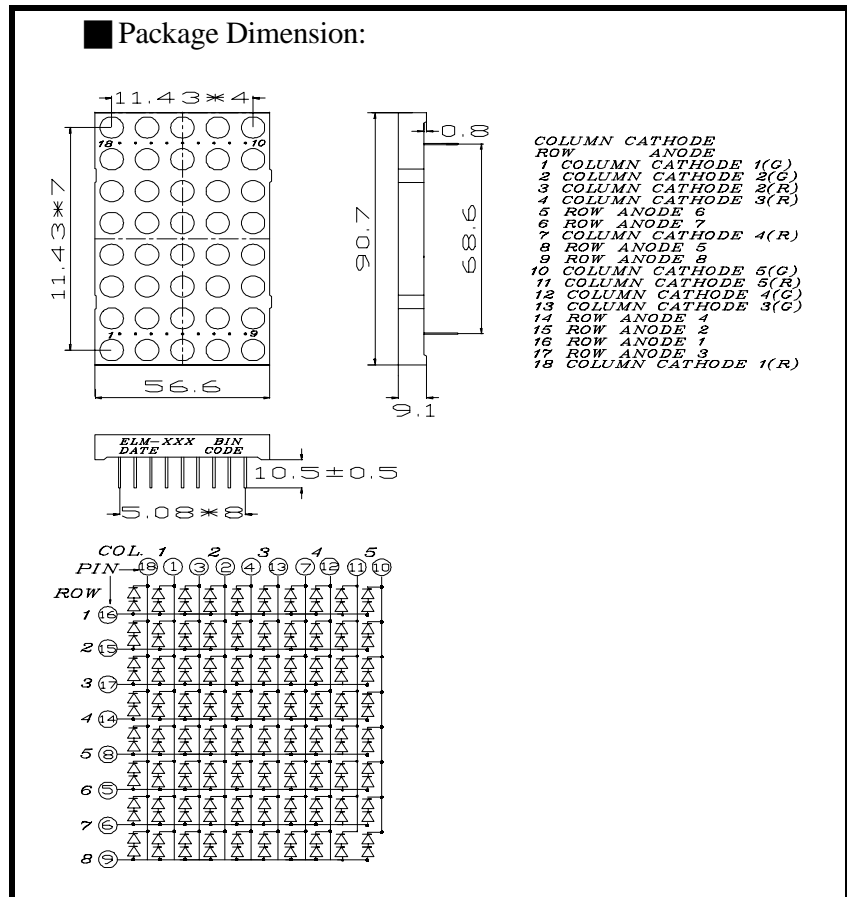 Package Dimension:
11.43*4
18 10
11.43*7
1 9
56.6
0.8
90.7
68.6
9.1
COLUMN CATHODE
ROW ANODE
1 COLUMN CATHODE 1(G)
2 COLUMN CATHODE 2(G)
3 COLUMN CATHODE 2(R)
4 COLUMN CATHODE 3(R)
5 ROW ANODE 6
6 ROW ANODE 7
7 COLUMN CATHODE 4(R)
8 ROW ANODE 5
9 ROW ANODE 8
10 COLUMN CATHODE 5(G)
11 COLUMN CATHODE 5(R)
12 COLUMN CATHODE 4(G)
13 COLUMN CATHODE 3(G)
14 ROW ANODE 4
15 ROW ANODE 2
16 ROW ANODE 1
17 ROW ANODE 3
18 COLUMN CATHODE 1(R)
ELM-XXX BIN
DATE CODE
10.5±0.5
5.08*8
COL. 1 2 3 4 5
PIN 18 1 3 2 4 13 7 12 11 10
ROW
1 16
2 15
3 17
4 14
5 8
6 5
7 6
8 9